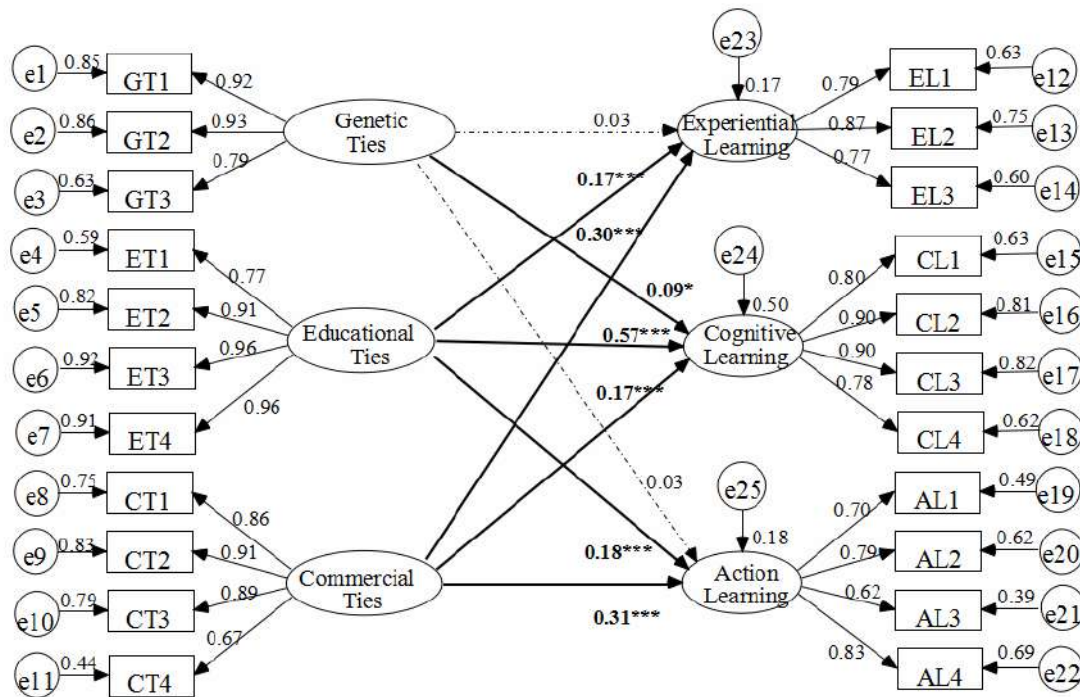 e1
0.85
GT1
0.92
e2
0.86
GT2
0.93
e3
0.63
GT3
0.79
Genetic
Ties
e4
0.59
ET1
0.77
e5
0.82
ET2
0.91
e6
0.92
ET3
0.96
e7
0.91
ET4
0.96
Educational
Ties
e8
0.75
CT1
0.86
e9
0.83
CT2
0.91
e10
0.79
CT3
0.89
e11
0.44
CT4
0.67
Commercial
Ties
0.03
0.17***
0.30***
0.09*
0.57***
0.17***
0.03
0.18***
0.31***
e23
0.17
Experiential
Learning
0.79
EL1
0.63
e12
0.87
EL2
0.75
e13
0.77
EL3
0.60
e14
e24
0.50
Cognitive
Learning
0.80
CL1
0.63
e15
0.90
CL2
0.81
e16
0.90
CL3
0.82
e17
0.78
CL4
0.62
e18
e25
0.18
Action
Learning
0.70
AL1
0.49
e19
0.79
AL2
0.62
e20
0.62
AL3
0.39
e21
0.83
AL4
0.69
e22